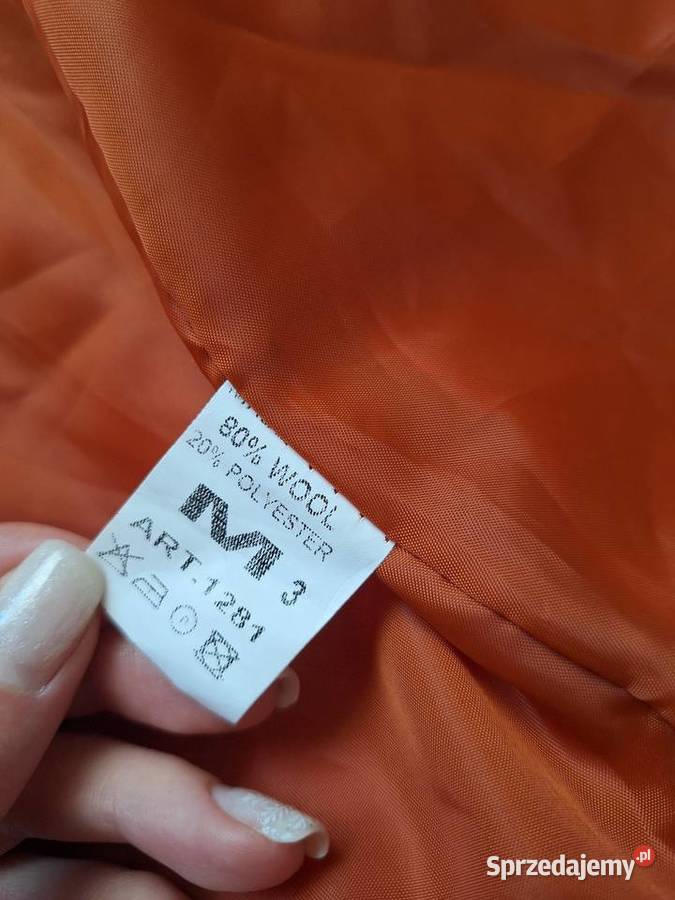 80% WOOL
20% POLYESTER
M 3
ART.1281
P
Sprzedajemy.pl